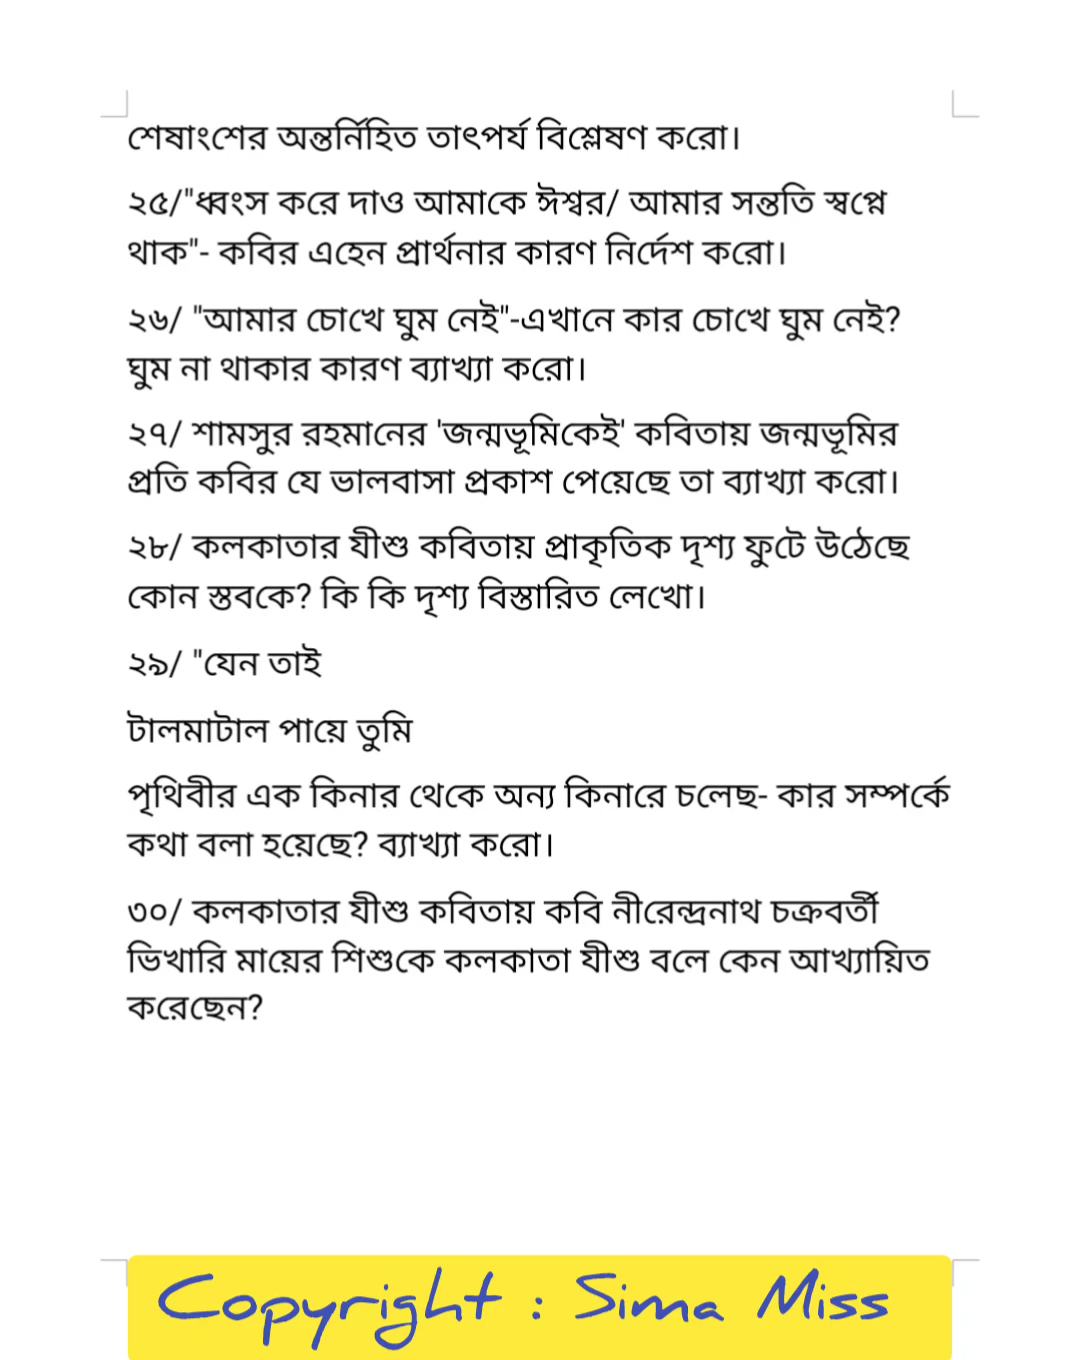 শেষাংশের অন্তর্নিহিত তাৎপর্য বিশ্লেষণ করো।
২৫/"ধ্বংস করে দাও আমাকে ঈশ্বর/ আমার সন্ততি স্বপ্নে
থাক"- কবির এহেন প্রার্থনার কারণ নির্দেশ করো।
২৬/ "আমার চোখে ঘুম নেই"-এখানে কার চোখে ঘুম নেই?
ঘুম না থাকার কারণ ব্যাখ্যা করো।
২৭/ শামসুর রহমানের 'জন্মভূমিকেই' কবিতায় জন্মভূমির
প্রতি কবির যে ভালবাসা প্রকাশ পেয়েছে তা ব্যাখ্যা করো।
২৮/ কলকাতার যীশু কবিতায় প্রাকৃতিক দৃশ্য ফুটে উঠেছে
কোন স্তবকে? কি কি দৃশ্য বিস্তারিত লেখো।
২৯/ "যেন তাই
টালমাটাল পায়ে তুমি
পৃথিবীর এক কিনার থেকে অন্য কিনারে চলেছ- কার সম্পর্কে
কথা বলা হয়েছে? ব্যাখ্যা করো।
৩০/ কলকাতার যীশু কবিতায় কবি নীরেন্দ্রনাথ চক্রবর্তী
ভিখারি মায়ের শিশুকে কলকাতা যীশু বলে কেন আখ্যায়িত
করেছেন?
Copyright : Sima Miss